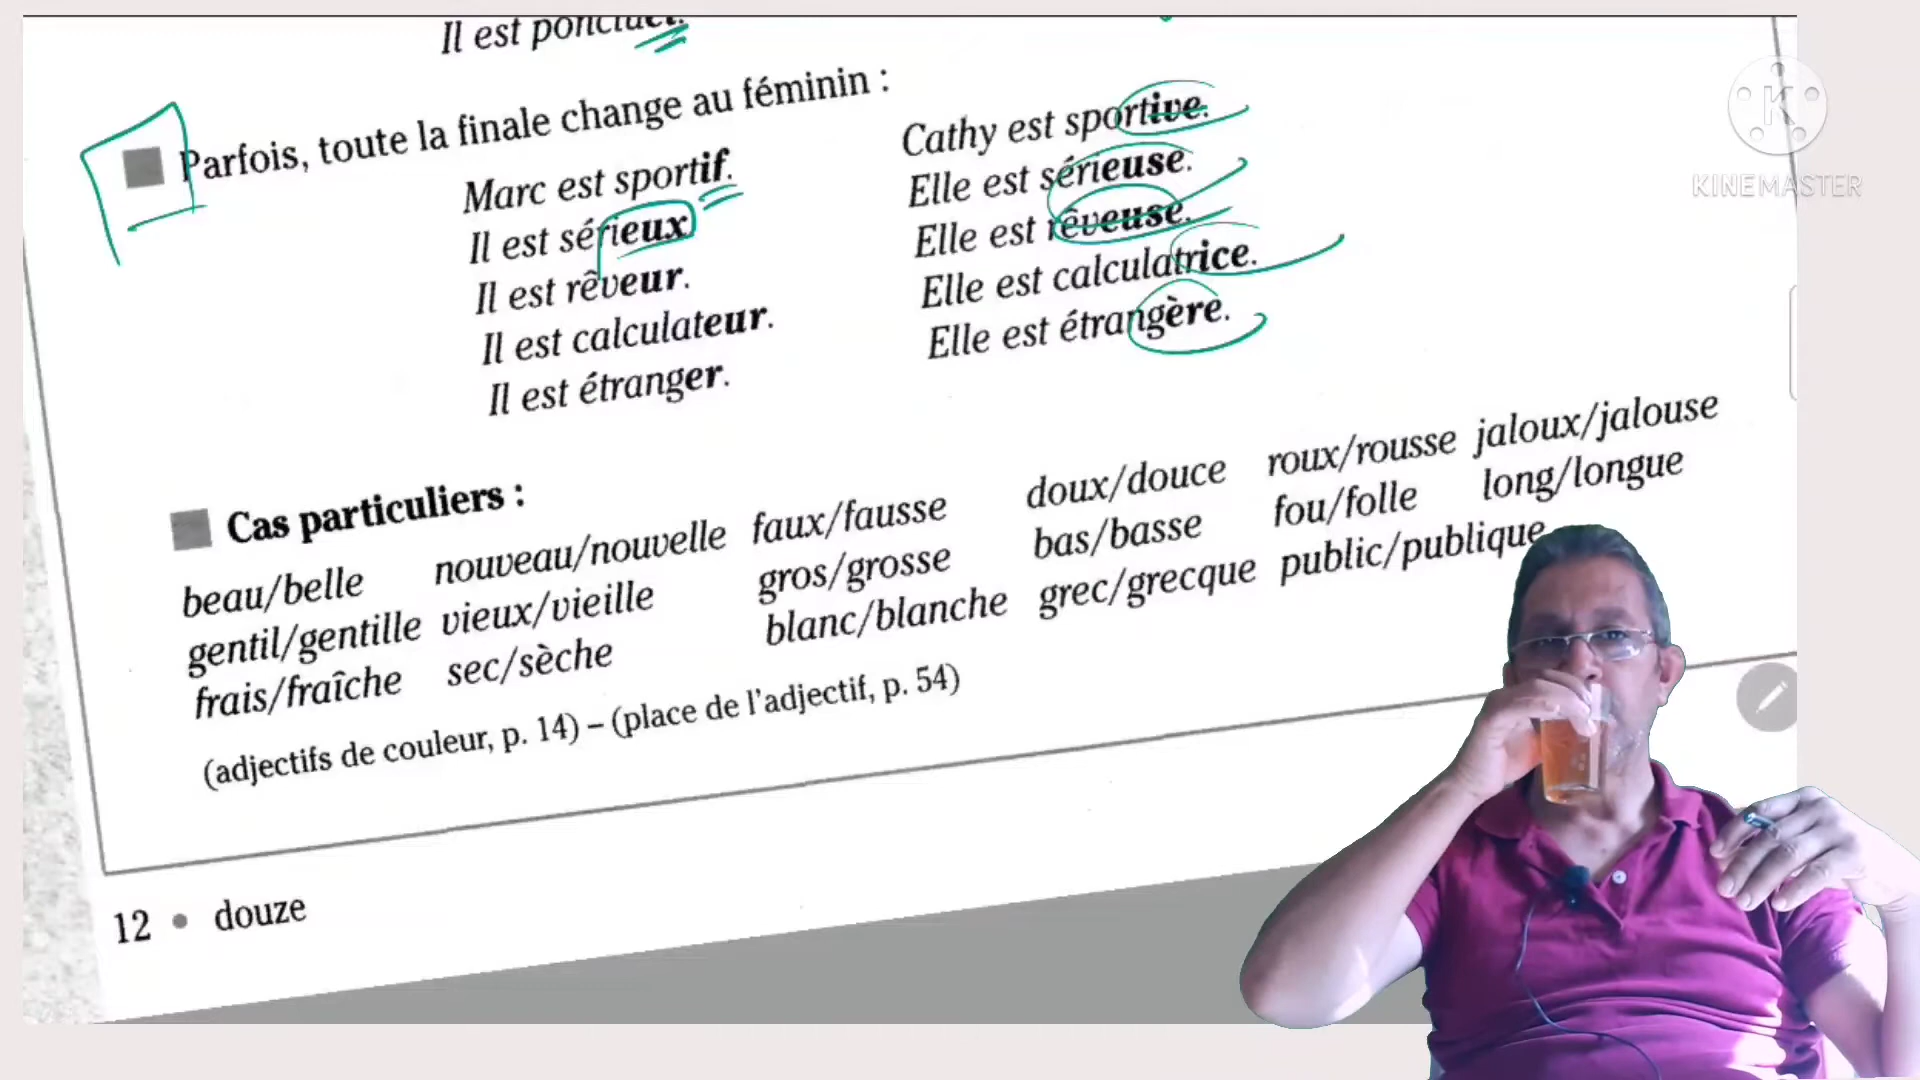 Il est ponctuel.
Parfois, toute la finale change au féminin :
Marc est sportif. Cathy est sportive.
Il est sérieux Elle est sérieuse.
Il est rêveur. Elle est rêveuse.
Il est calculateur. Elle est calculatrice.
Il est étranger. Elle est étrangère.
Cas particuliers :
beau/belle nouveau/nouvelle faux/fausse doux/douce roux/rousse jaloux/jalouse
gentil/gentille vieux/vieille gros/grosse bas/basse fou/folle long/longue
frais/fraîche sec/sèche blanc/blanche grec/grecque public/publique
(adjectifs de couleur, p. 14) – (place de l'adjectif, p. 54)
12 • douze
K
KINEMASTER